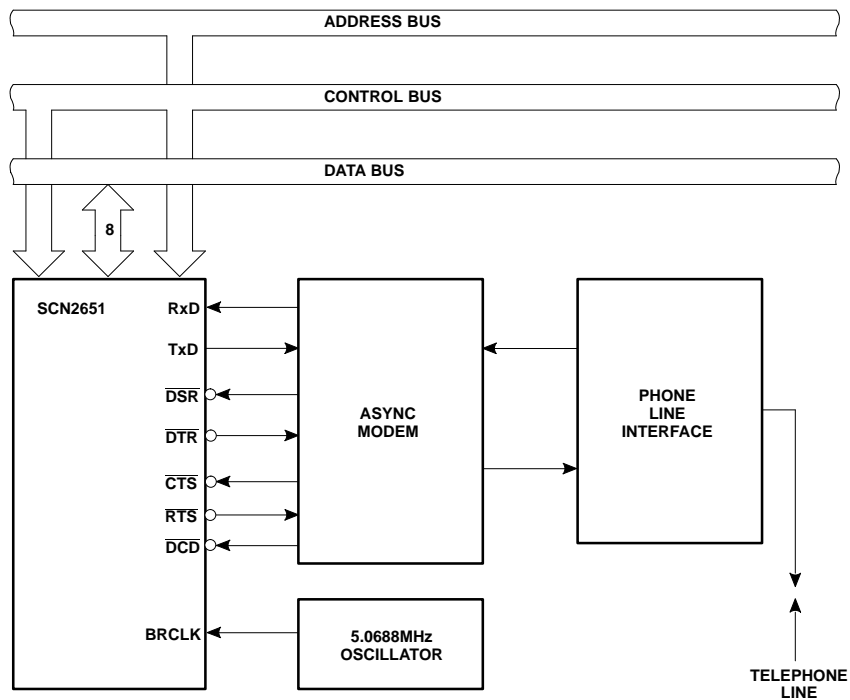 ADDRESS BUS
CONTROL BUS
DATA BUS
8
SCN2651
RxD
TxD
DSR
DTR
CTS
RTS
DCD
BRCLK
ASYNC
MODEM
PHONE
LINE
INTERFACE
5.0688MHz
OSCILLATOR
TELEPHONE
LINE